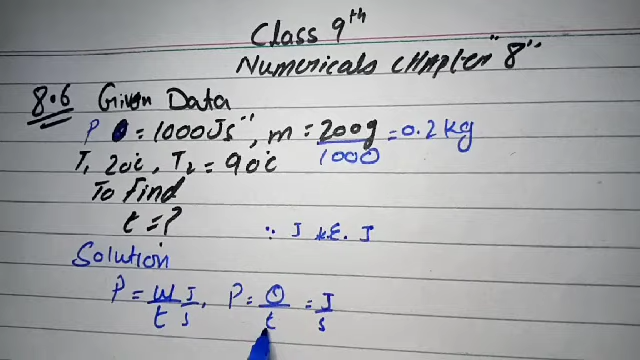 Class 9th
Numericals Chapter "8"
8.6 Given Data
P = 1000Js⁻¹, m = 200g/1000 = 0.2 kg
T, 20°C, T₂ = 90°C
To Find
t = ?
∵ J K.E. J
Solution
P = W/t J/s, P = Q/t = J/s